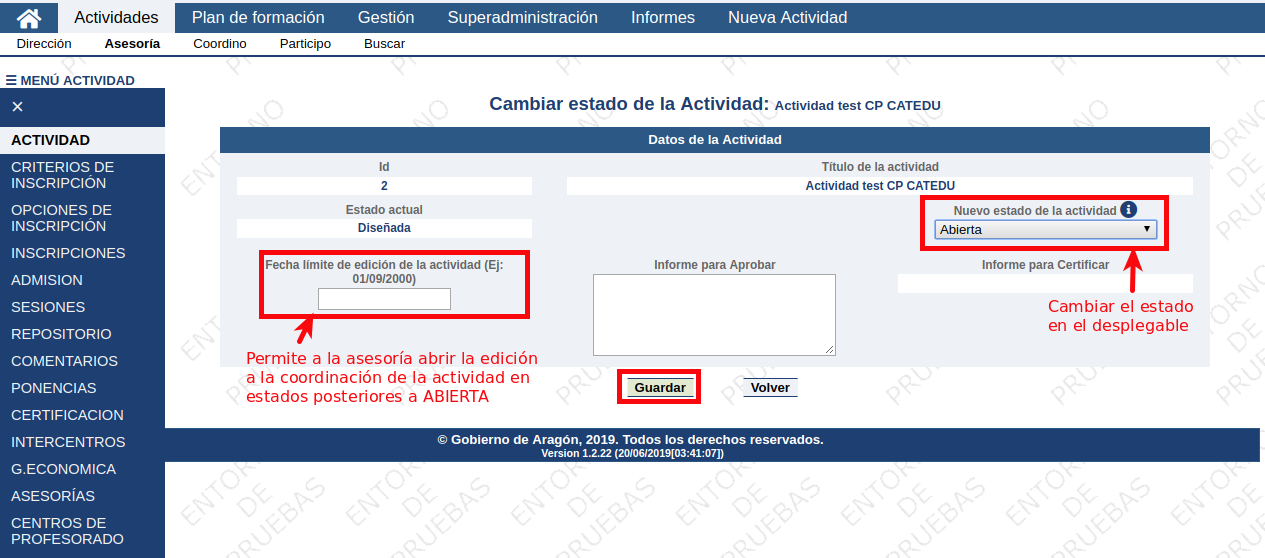 Actividades Plan de formación Gestión Superadministración Informes Nueva Actividad
Dirección Asesoría Coordino Participo Buscar
☰ MENÚ ACTIVIDAD
×
ACTIVIDAD
CRITERIOS DE
INSCRIPCIÓN
OPCIONES DE
INSCRIPCIÓN
INSCRIPCIONES
ADMISION
SESIONES
REPOSITORIO
COMENTARIOS
PONENCIAS
CERTIFICACION
INTERCENTROS
G.ECONOMICA
ASESORÍAS
CENTROS DE
PROFESORADO
Cambiar estado de la Actividad: Actividad test CP CATEDU
Datos de la Actividad
Id Título de la actividad
2 Actividad test CP CATEDU
Estado actual Nuevo estado de la actividad i
Diseñada Abierta
Fecha límite de edición de la actividad (Ej:
01/09/2000)
Informe para Aprobar
Informe para Certificar
Cambiar el estado
en el desplegable
Permite a la asesoría abrir la edición
a la coordinación de la actividad en
estados posteriores a ABIERTA
Guardar Volver
© Gobierno de Aragón, 2019. Todos los derechos reservados.
Version 1.2.22 (20/06/2019[03:41:07])
ENTORNO
DE
PRUEBAS